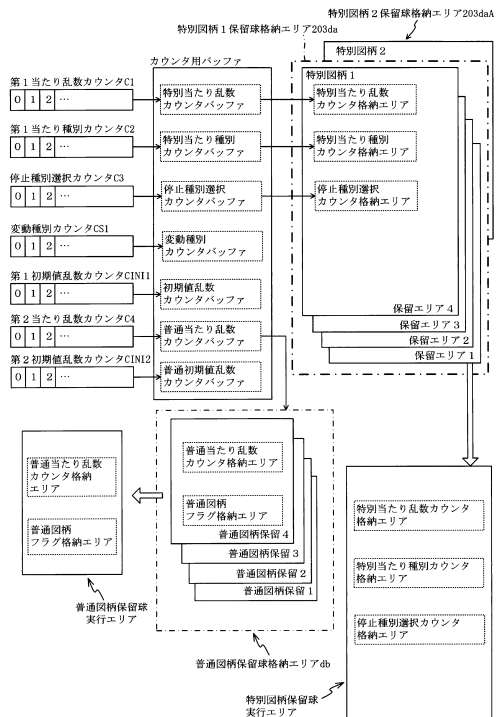 特別図柄２保留球格納エリア203daA
特別図柄１保留球格納エリア203da
特別図柄２
カウンタ用バッファ
特別図柄１
第１当たり乱数カウンタC1
0 1 2 …
特別当たり乱数
カウンタバッファ
特別当たり乱数
カウンタ格納エリア
第１当たり種別カウンタC2
0 1 2 …
特別当たり種別
カウンタバッファ
特別当たり種別
カウンタ格納エリア
停止種別選択カウンタC3
0 1 2 …
停止種別選択
カウンタバッファ
停止種別選択
カウンタ格納エリア
変動種別カウンタCS1
0 1 2 …
変動種別
カウンタバッファ
第１初期値乱数カウンタCINI1
0 1 2 …
初期値乱数
カウンタバッファ
第２当たり乱数カウンタC4
0 1 2 …
普通当たり乱数
カウンタバッファ
第２初期値乱数カウンタCINI2
0 1 2 …
普通初期値乱数
カウンタバッファ
保留エリア４
保留エリア３
保留エリア２
保留エリア１
普通当たり乱数
カウンタ格納
エリア
普通図柄
フラグ格納エリア
普通図柄保留球
実行エリア
普通当たり乱数
カウンタ格納エリア
普通図柄
フラグ格納エリア
普通図柄保留４
普通図柄保留３
普通図柄保留２
普通図柄保留１
普通図柄保留球格納エリアdb
特別当たり乱数カウンタ
格納エリア
特別当たり種別カウンタ
格納エリア
停止種別選択カウンタ
格納エリア
特別図柄保留球
実行エリア